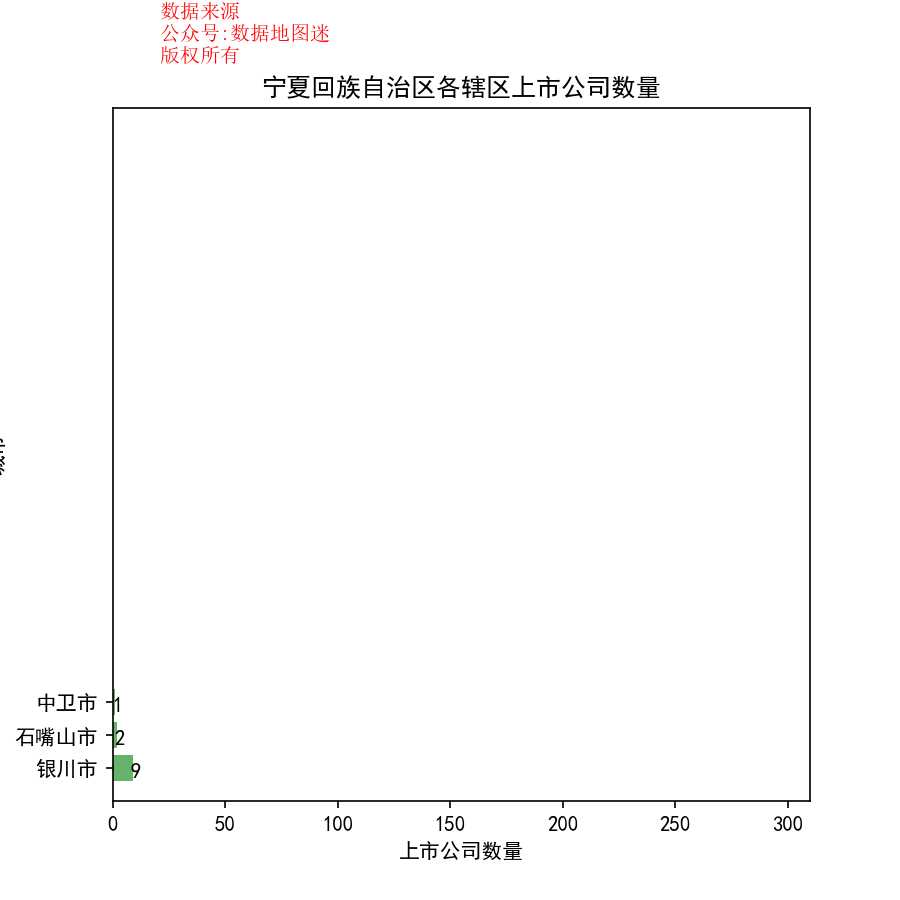 数据来源
公众号:数据地图迷
版权所有
宁夏回族自治区各辖区上市公司数量
中卫市 1
石嘴山市 2
银川市 9
0 50 100 150 200 250 300
上市公司数量